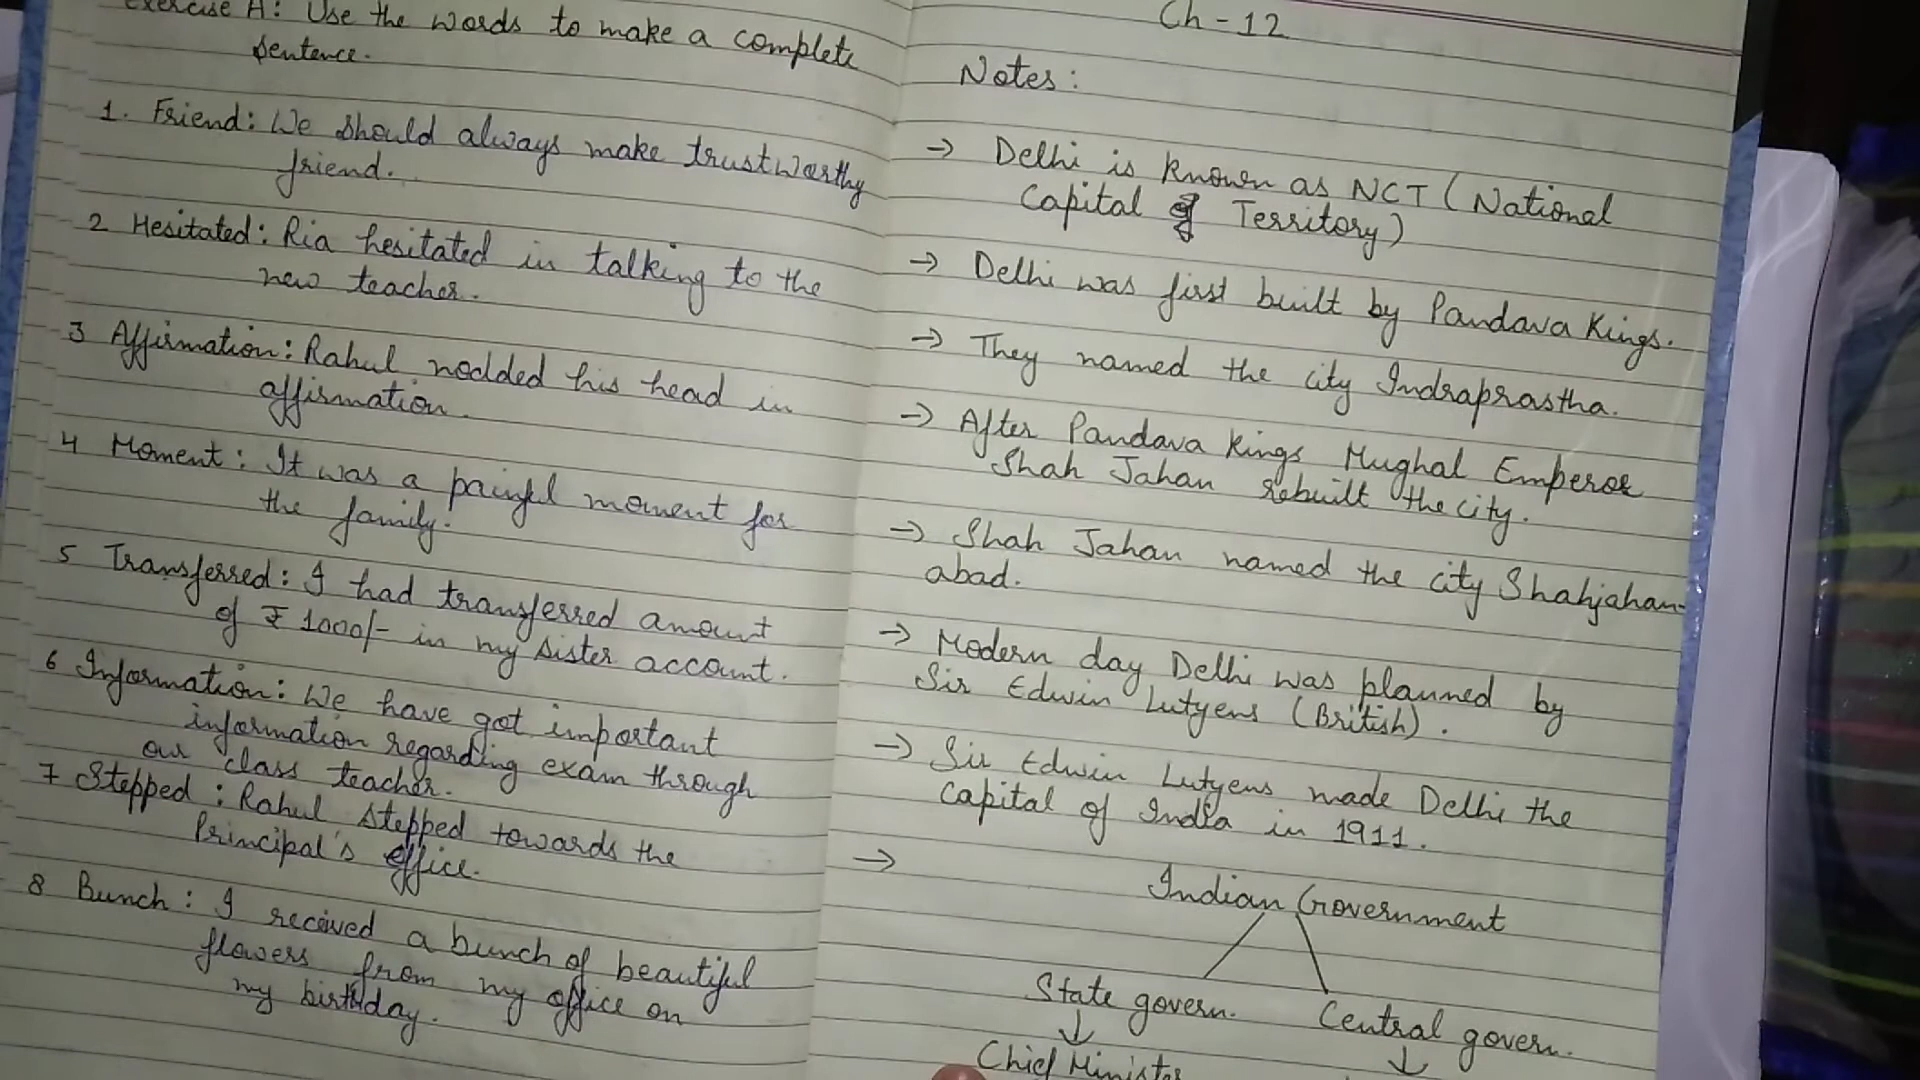 Exercise A: Use the words to make a complete
sentence.
1. Friend: We should always make trustworthy
friend.
2 Hesitated: Ria hesitated in talking to the
new teacher.
3 Affirmation: Rahul nodded his head in
affirmation.
4 Moment: It was a painful moment for
the family.
5 Transferred: I had transferred amount
of ₹ 1000/- in my sister account.
6 Information: We have got important
information regarding exam through
our class teacher.
7 Stepped: Rahul stepped towards the
Principal's office.
8 Bunch: I received a bunch of beautiful
flowers from my office on
my birthday.
Ch - 12
Notes:
→ Delhi is known as NCT (National
Capital of Territory)
→ Delhi was first built by Pandava Kings.
→ They named the city Indraprastha.
→ After Pandava Kings Mughal Emperor
Shah Jahan rebuilt the city.
→ Shah Jahan named the city Shahjahan-
abad.
→ Modern day Delhi was planned by
Sir Edwin Lutyens (British).
→ Sir Edwin Lutyens made Delhi the
capital of India in 1911.
→ Indian Government
State govern. Central govern.
↓ ↓
Chief Minister